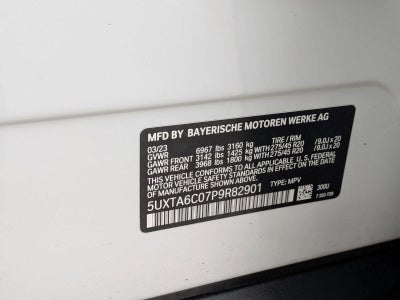 MFD BY BAYERISCHE MOTOREN WERKE AG
03/23 TIRE / RIM
GVWR 6967 lbs 3160 kg
GAWR FRONT 3142 lbs 1425 kg WITH 275/45 R20 /9.0J x 20
GAWR REAR 3968 lbs 1800 kg WITH 275/45 R20 /9.0J x 20
THIS VEHICLE CONFORMS TO ALL APPLICABLE U.S. FEDERAL
MOTOR VEHICLE SAFETY STANDARDS IN EFFECT ON THE DATE
OF MANUFACTURE SHOWN ABOVE.
5UXTA6C07P9R82901 TYPE: MPV
300U